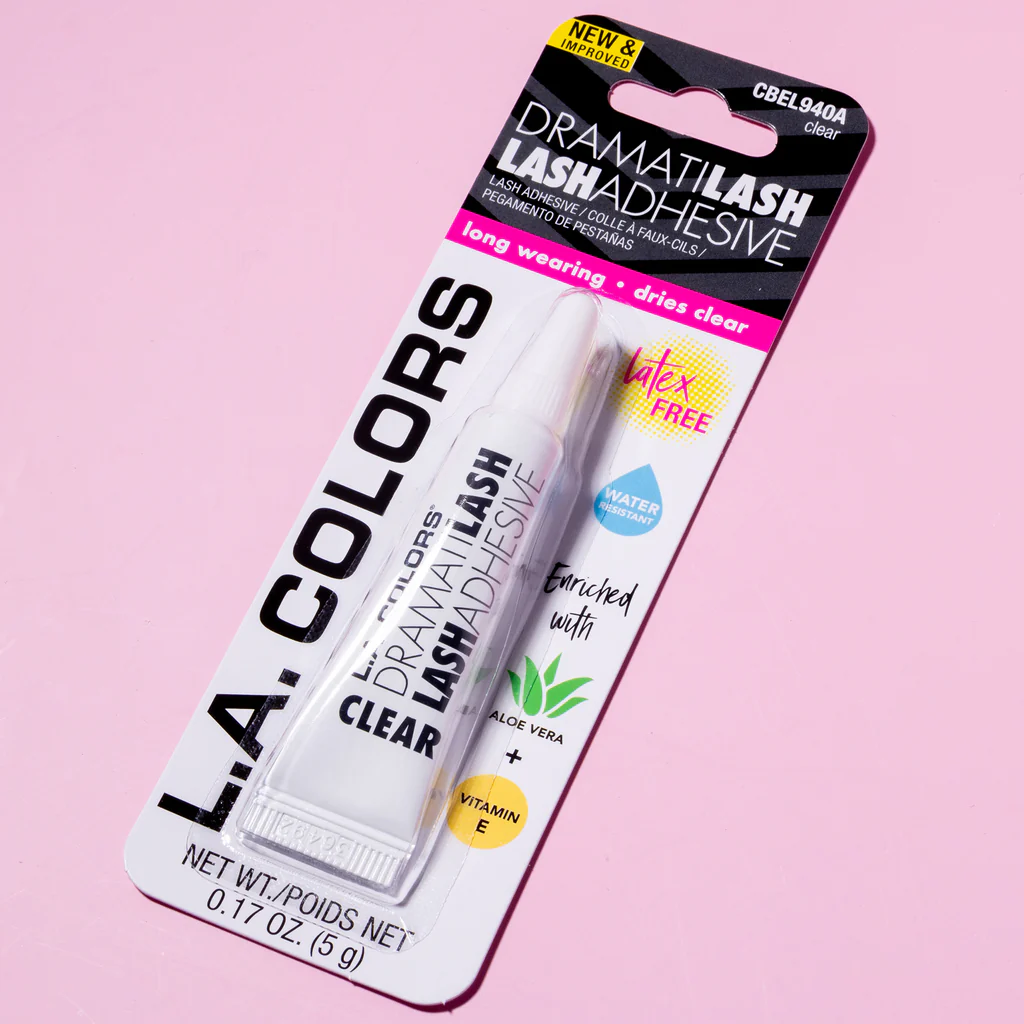 NEW &
IMPROVED
CBEL940A
clear
DRAMATILASH
LASHADHESIVE
LASH ADHESIVE / COLLE À FAUX-CILS /
PEGAMENTO DE PESTAÑAS
long wearing • dries clear
L.A. COLORS
latex
FREE
WATER
RESISTANT
Enriched
with
ALOE VERA
+
VITAMIN
E
L.A. COLORS®
DRAMATILASH
LASHADHESIVE
CLEAR
NET WT./POIDS NET
0.17 OZ. (5 g)